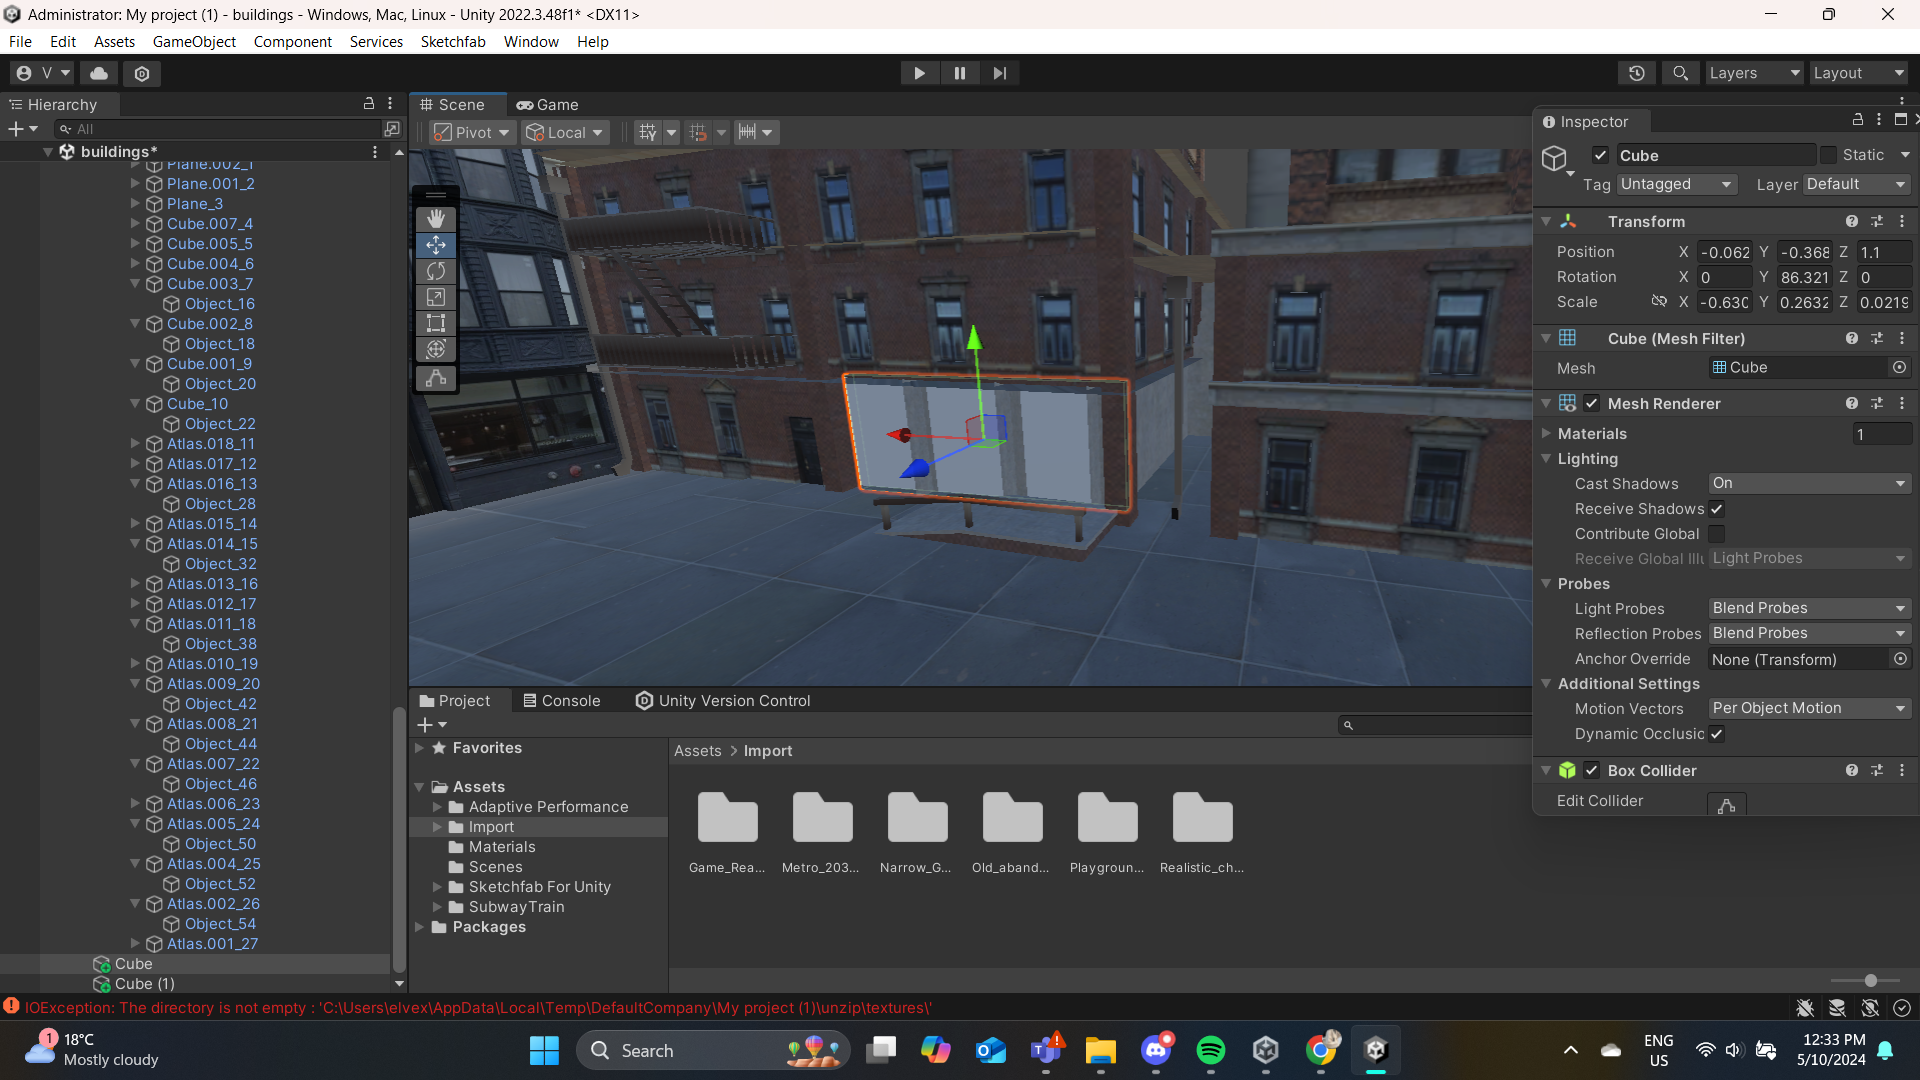 Administrator: My project (1) - buildings - Windows, Mac, Linux - Unity 2022.3.48f1* <DX11>
File Edit Assets GameObject Component Services Sketchfab Window Help
V Layers Layout
Hierarchy
All
buildings*
Plane.002_1
Plane.001_2
Plane_3
Cube.007_4
Cube.005_5
Cube.004_6
Cube.003_7
Object_16
Cube.002_8
Object_18
Cube.001_9
Object_20
Cube_10
Object_22
Atlas.018_11
Atlas.017_12
Atlas.016_13
Object_28
Atlas.015_14
Atlas.014_15
Object_32
Atlas.013_16
Atlas.012_17
Atlas.011_18
Object_38
Atlas.010_19
Atlas.009_20
Object_42
Atlas.008_21
Object_44
Atlas.007_22
Object_46
Atlas.006_23
Atlas.005_24
Object_50
Atlas.004_25
Object_52
Atlas.002_26
Object_54
Atlas.001_27
Cube
Cube (1)
Scene Game
Pivot Local
Inspector
Cube Static
Tag Untagged Layer Default
Transform
Position X -0.062 Y -0.368 Z 1.1
Rotation X 0 Y 86.321 Z 0
Scale X -0.630 Y 0.2632 Z 0.0219
Cube (Mesh Filter)
Mesh Cube
Mesh Renderer
Materials 1
Lighting
Cast Shadows On
Receive Shadows
Contribute Global
Receive Global Illu Light Probes
Probes
Light Probes Blend Probes
Reflection Probes Blend Probes
Anchor Override None (Transform)
Additional Settings
Motion Vectors Per Object Motion
Dynamic Occlusic
Box Collider
Edit Collider
Project Console Unity Version Control
Favorites
Assets
Adaptive Performance
Import
Materials
Scenes
Sketchfab For Unity
SubwayTrain
Packages
Assets > Import
Game_Rea... Metro_203... Narrow_G... Old_aband... Playgroun... Realistic_ch...
IOException: The directory is not empty : 'C:\Users\elvex\AppData\Local\Temp\DefaultCompany\My project (1)\unzip\textures\'
1
18°C
Mostly cloudy
Search
ENG
US
12:33 PM
5/10/2024